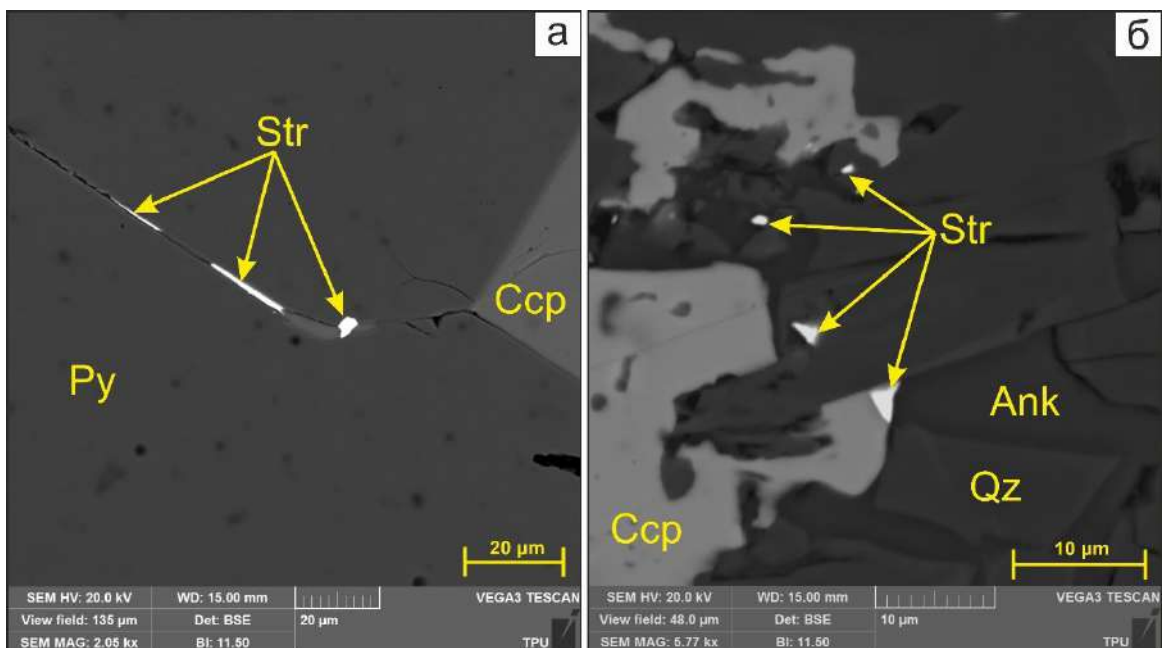 а
Str
Ccp
Py
20 µm
SEM HV: 20.0 kV WD: 15.00 mm VEGA3 TESCAN
View field: 135 µm Det: BSE 20 µm
SEM MAG: 2.05 kx BI: 11.50 TPU
б
Str
Ank
Qz
Ccp
10 µm
SEM HV: 20.0 kV WD: 15.00 mm VEGA3 TESCAN
View field: 48.0 µm Det: BSE 10 µm
SEM MAG: 5.77 kx BI: 11.50 TPU